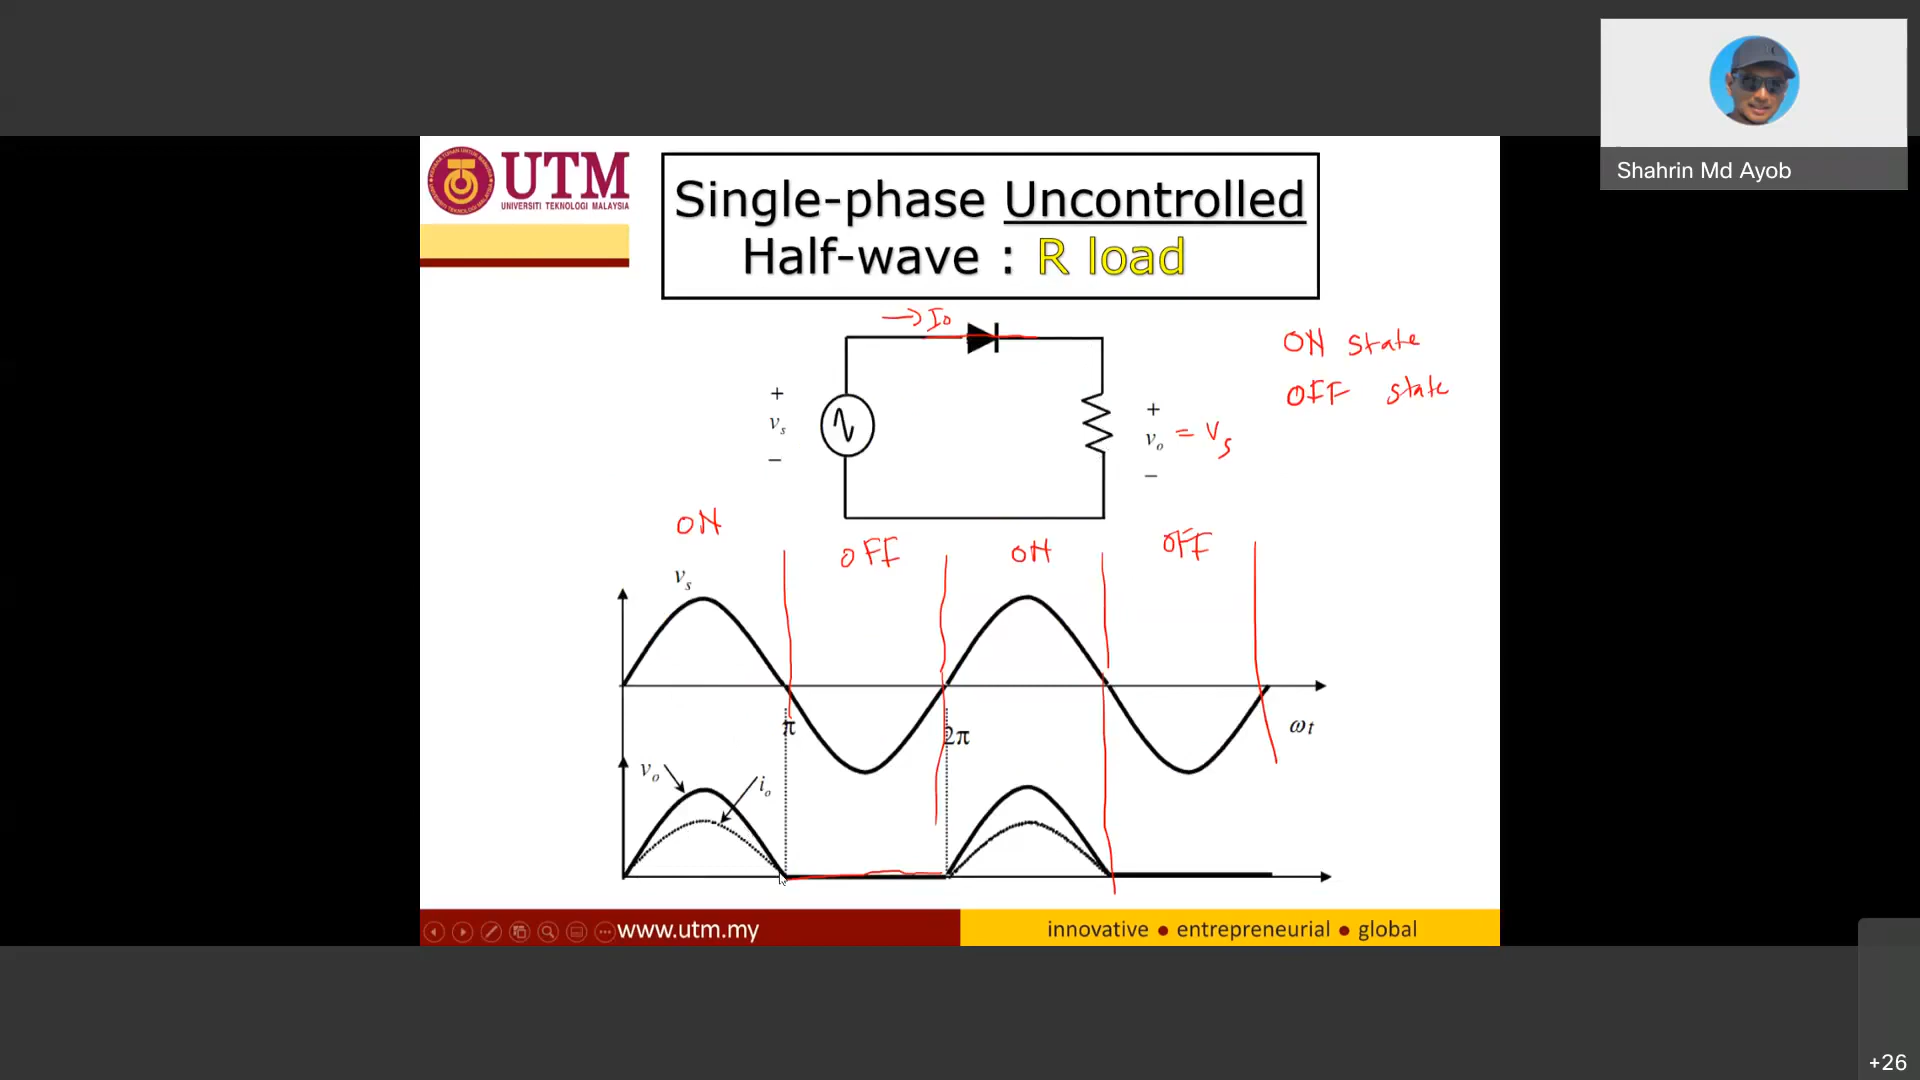 Shahrin Md Ayob
UTM
UNIVERSITI TEKNOLOGI MALAYSIA
Single-phase Uncontrolled
Half-wave : R load
→ Io
ON state
OFF state
+
vs
−
+
vo = Vs
−
ON
OFF
ON
OFF
vs
π
2π
ωt
vo
io
www.utm.my
innovative ● entrepreneurial ● global
+26